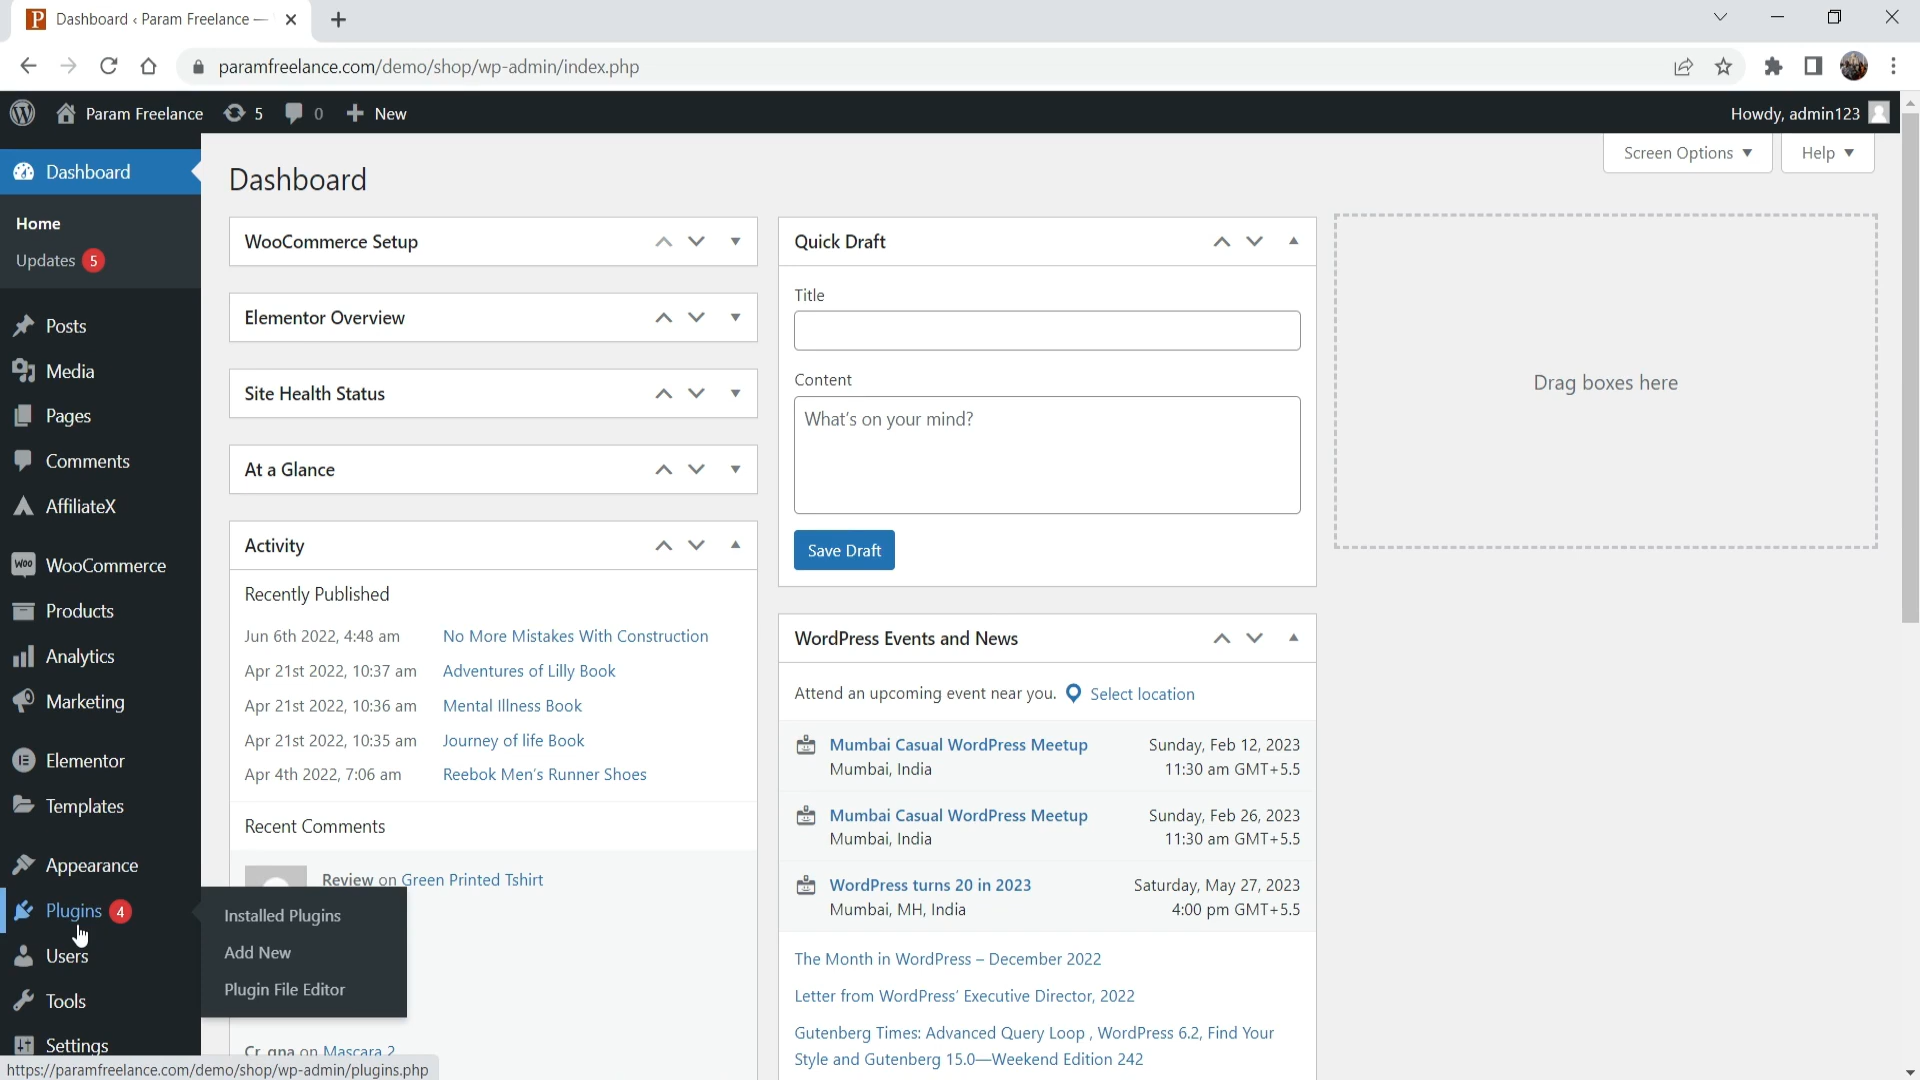 Dashboard ‹ Param Freelance —
paramfreelance.com/demo/shop/wp-admin/index.php
Param Freelance 5 0 New
Howdy, admin123
Screen Options Help
Dashboard
Home
Updates 5
Posts
Media
Pages
Comments
AffiliateX
WooCommerce
Products
Analytics
Marketing
Elementor
Templates
Appearance
Plugins 4
Users
Tools
Settings
Installed Plugins
Add New
Plugin File Editor
Dashboard
WooCommerce Setup
Elementor Overview
Site Health Status
At a Glance
Activity
Recently Published
Jun 6th 2022, 4:48 am No More Mistakes With Construction
Apr 21st 2022, 10:37 am Adventures of Lilly Book
Apr 21st 2022, 10:36 am Mental Illness Book
Apr 21st 2022, 10:35 am Journey of life Book
Apr 4th 2022, 7:06 am Reebok Men's Runner Shoes
Recent Comments
Review on Green Printed Tshirt
on Mascara 2
Quick Draft
Title
Content
What's on your mind?
Save Draft
WordPress Events and News
Attend an upcoming event near you. Select location
Mumbai Casual WordPress Meetup Sunday, Feb 12, 2023
Mumbai, India 11:30 am GMT+5.5
Mumbai Casual WordPress Meetup Sunday, Feb 26, 2023
Mumbai, India 11:30 am GMT+5.5
WordPress turns 20 in 2023 Saturday, May 27, 2023
Mumbai, MH, India 4:00 pm GMT+5.5
The Month in WordPress – December 2022
Letter from WordPress' Executive Director, 2022
Gutenberg Times: Advanced Query Loop , WordPress 6.2, Find Your
Style and Gutenberg 15.0—Weekend Edition 242
Drag boxes here
https://paramfreelance.com/demo/shop/wp-admin/plugins.php